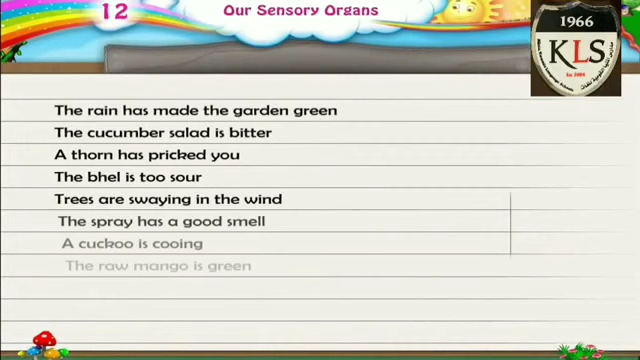 12
Our Sensory Organs
1966
KLS
Est 2004
The rain has made the garden green
The cucumber salad is bitter
A thorn has pricked you
The bhel is too sour
Trees are swaying in the wind
The spray has a good smell
A cuckoo is cooing
The raw mango is green